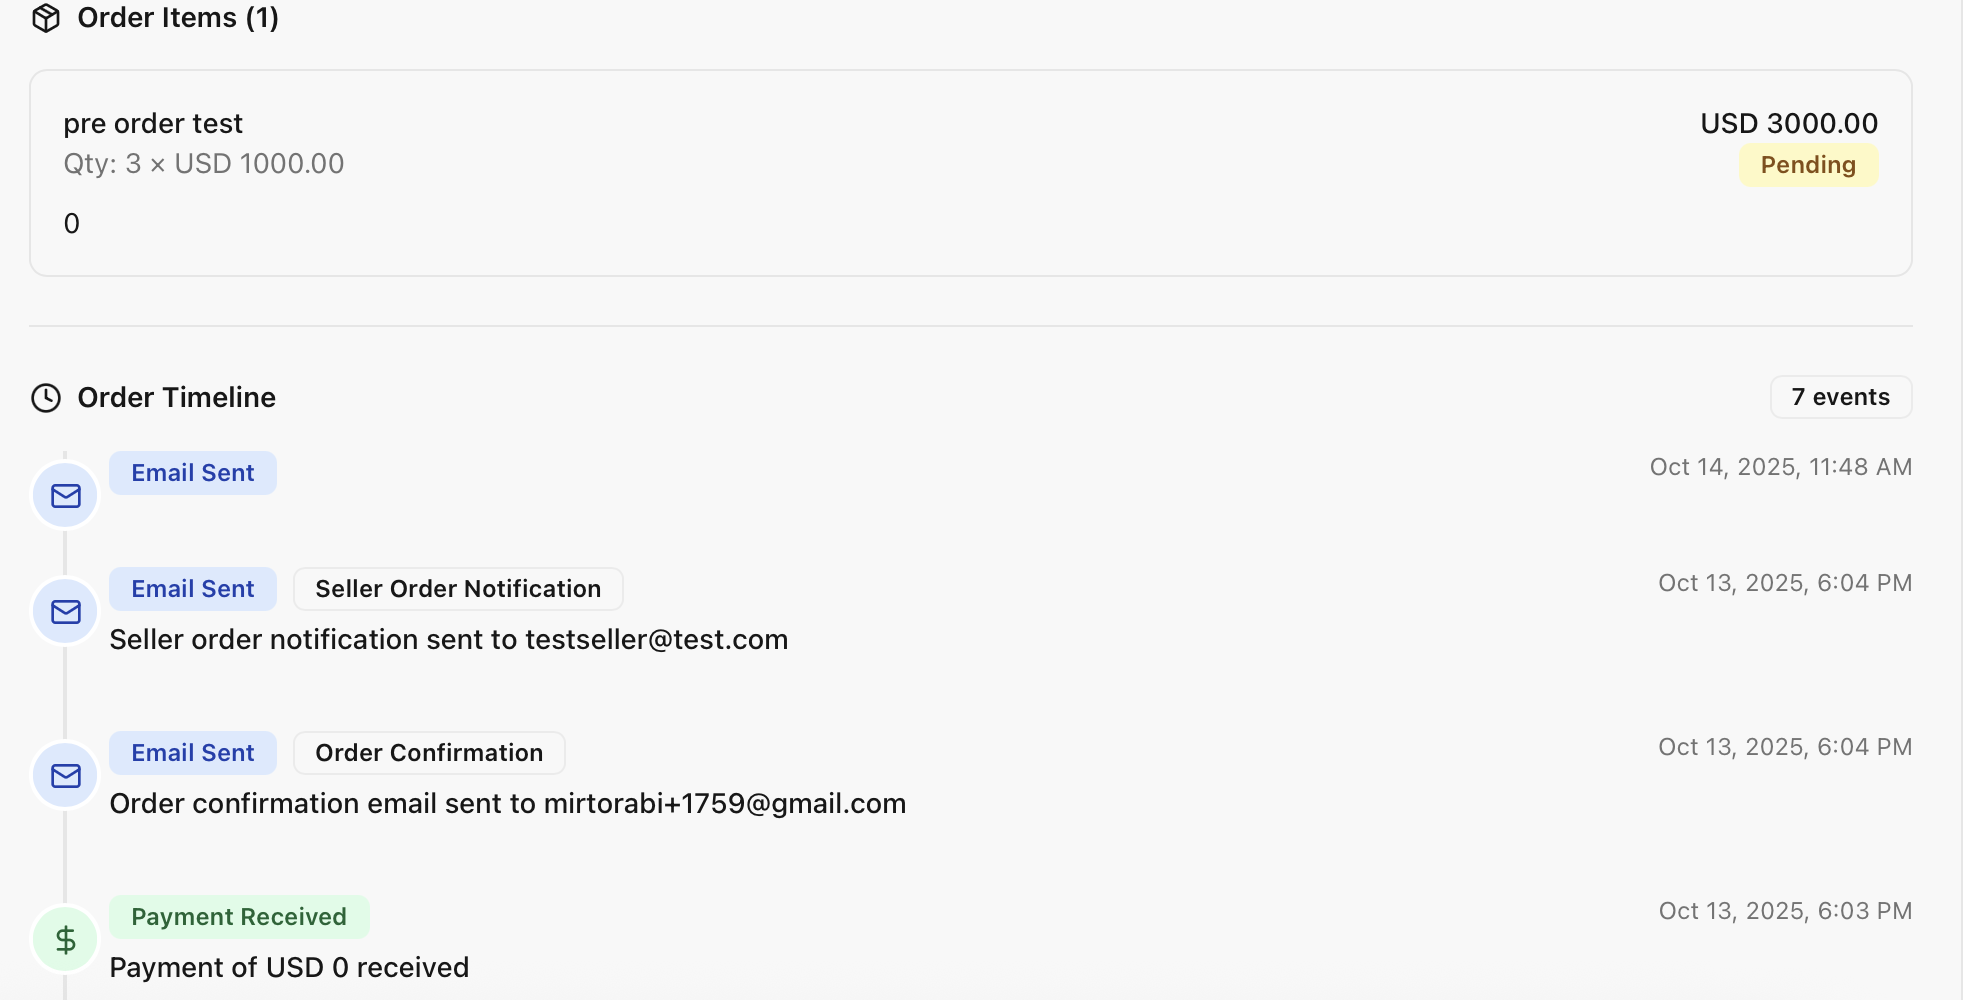 Order Items (1)
pre order test
USD 3000.00
Qty: 3 × USD 1000.00
Pending
0
Order Timeline
7 events
Email Sent
Oct 14, 2025, 11:48 AM
Email Sent
Seller Order Notification
Oct 13, 2025, 6:04 PM
Seller order notification sent to testseller@test.com
Email Sent
Order Confirmation
Oct 13, 2025, 6:04 PM
Order confirmation email sent to mirtorabi+1759@gmail.com
Payment Received
Oct 13, 2025, 6:03 PM
$
Payment of USD 0 received